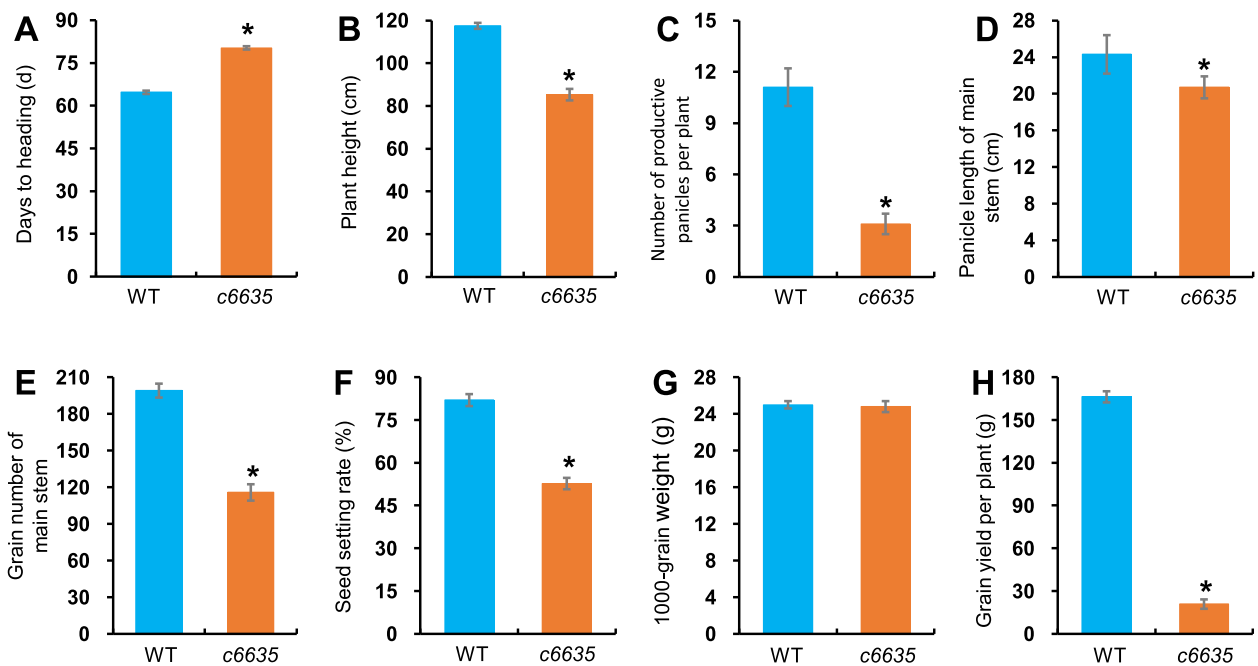 A
Days to heading (d)
90
75
60
45
30
15
0
*
WT
c6635
B
Plant height (cm)
120
100
80
60
40
20
0
*
WT
c6635
C
Number of productive
panicles per plant
15
12
9
6
3
0
*
WT
c6635
D
Panicle length of main
stem (cm)
28
24
20
16
12
8
4
0
*
WT
c6635
E
Grain number of
main stem
210
180
150
120
90
60
30
0
*
WT
c6635
F
Seed setting rate (%)
90
75
60
45
30
15
0
*
WT
c6635
G
1000-grain weight (g)
28
24
20
16
12
8
4
0
WT
c6635
H
Grain yield per plant (g)
180
150
120
90
60
30
0
*
WT
c6635